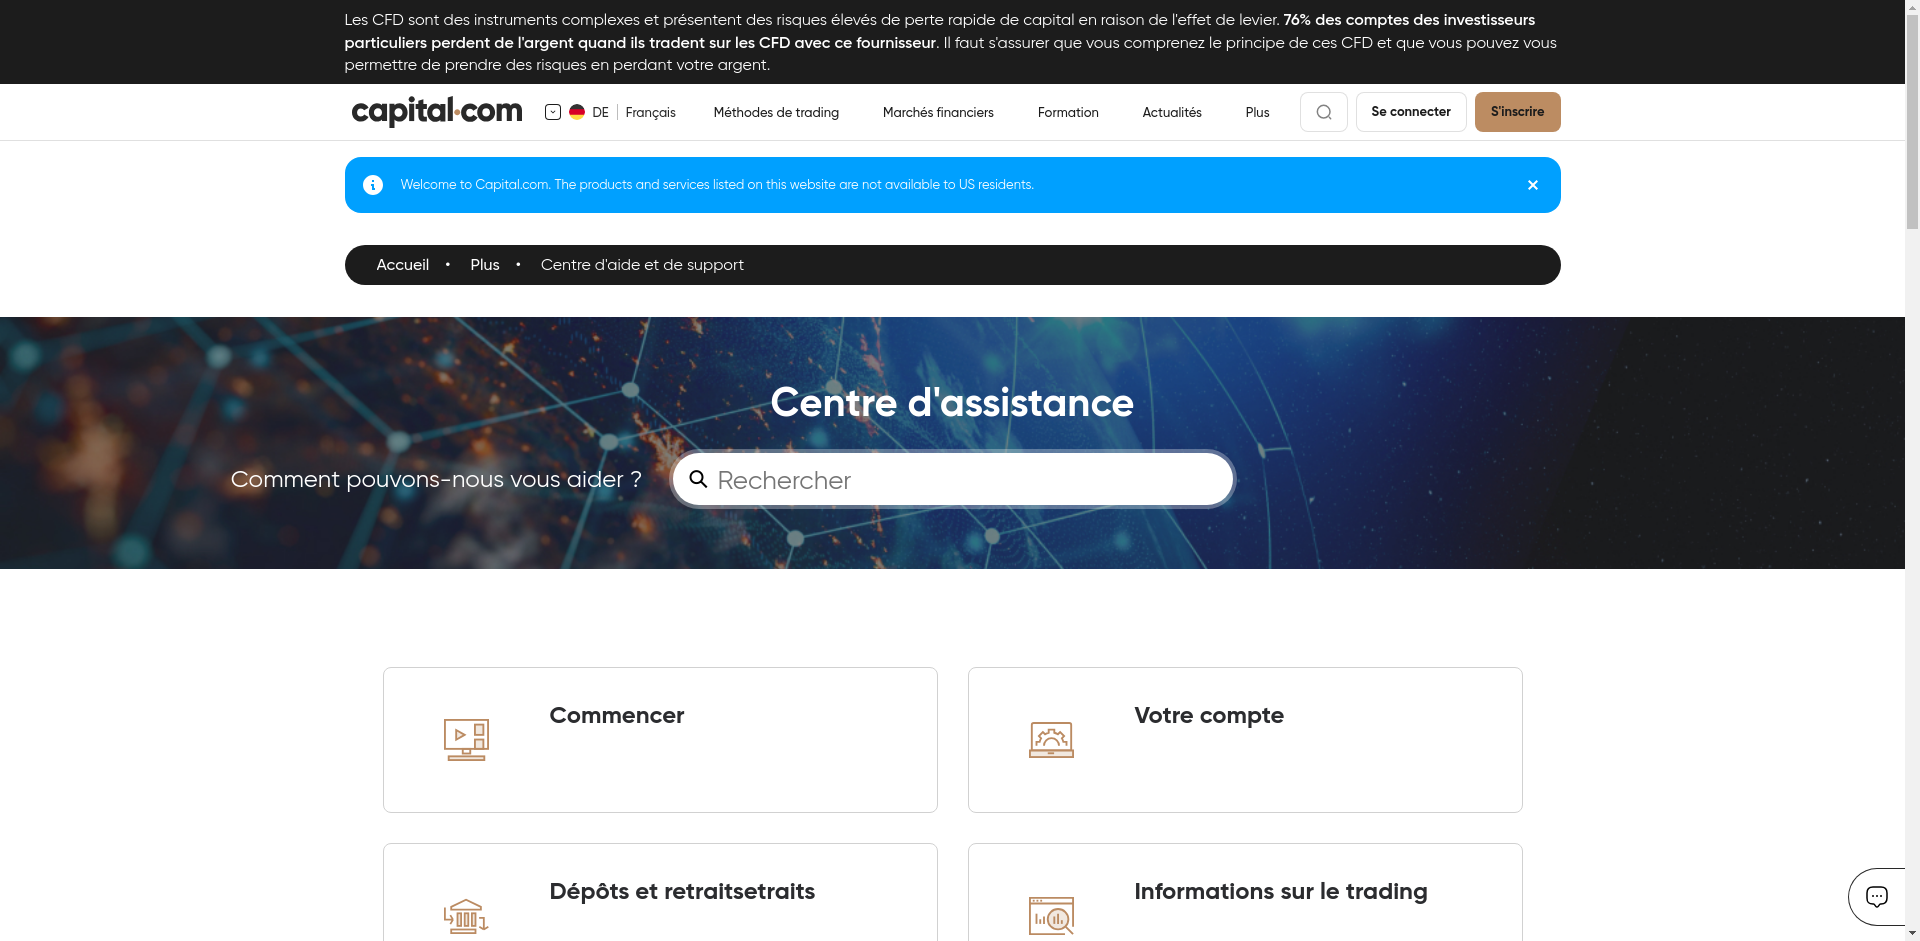 Les CFD sont des instruments complexes et présentent des risques élevés de perte rapide de capital en raison de l'effet de levier. 76% des comptes des investisseurs
particuliers perdent de l'argent quand ils tradent sur les CFD avec ce fournisseur. Il faut s'assurer que vous comprenez le principe de ces CFD et que vous pouvez vous
permettre de prendre des risques en perdant votre argent.
capital.com
DE
Français
Méthodes de trading
Marchés financiers
Formation
Actualités
Plus
Se connecter
S'inscrire
Welcome to Capital.com. The products and services listed on this website are not available to US residents.
Accueil • Plus • Centre d'aide et de support
Centre d'assistance
Comment pouvons-nous vous aider ?
Rechercher
Commencer
Votre compte
Dépôts et retraitsetraits
Informations sur le trading